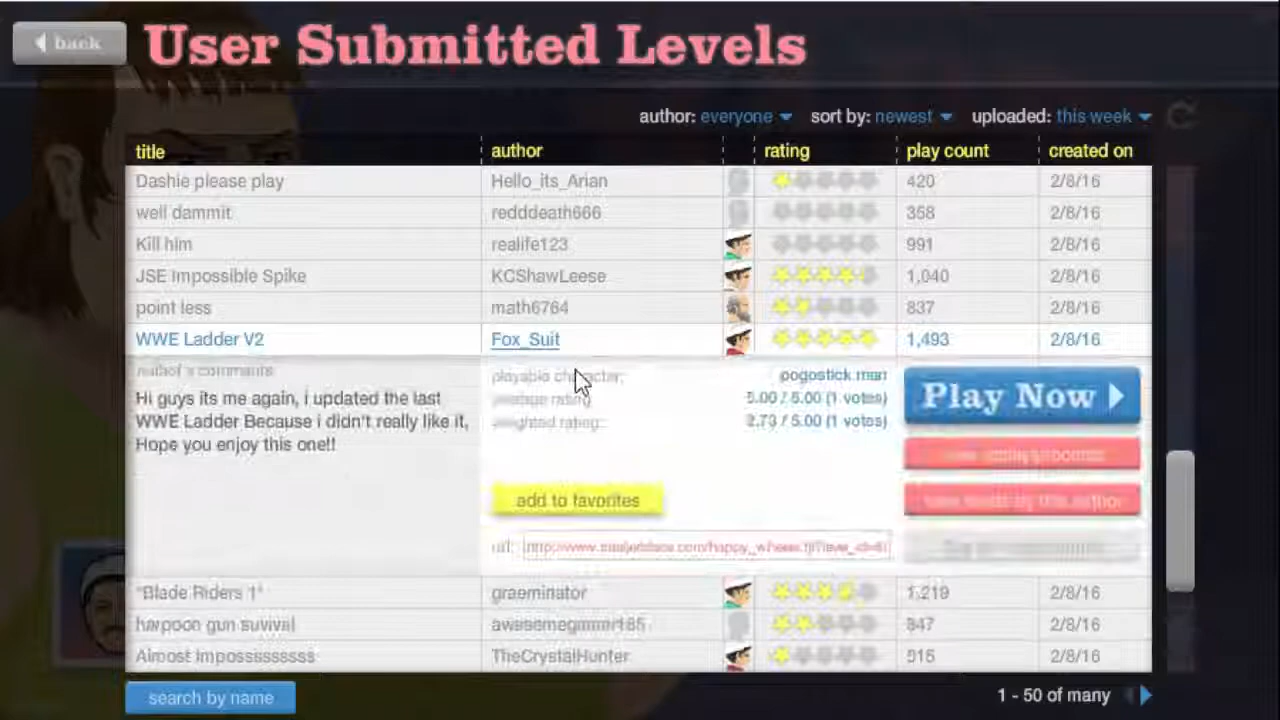 back
User Submitted Levels
author: everyone sort by: newest uploaded: this week
title author rating play count created on
Dashie please play Hello_its_Arian 420 2/8/16
well dammit redddeath666 358 2/8/16
Kill him realife123 991 2/8/16
JSE Impossible Spike KCShawLeese 1,040 2/8/16
point less math6764 837 2/8/16
WWE Ladder V2 Fox_Suit 1,493 2/8/16
author's comments
Hi guys its me again, i updated the last
WWE Ladder Because i didn't really like it,
Hope you enjoy this one!!
playable character: pogostick man
average rating: 5.00 / 5.00 (1 votes)
weighted rating: 2.73 / 5.00 (1 votes)
add to favorites
url:
Play Now
"Blade Riders 1" graeminator 1,219 2/8/16
harpoon gun suvival 2/8/16
TheCrystalHunter 2/8/16
search by name
1 - 50 of many